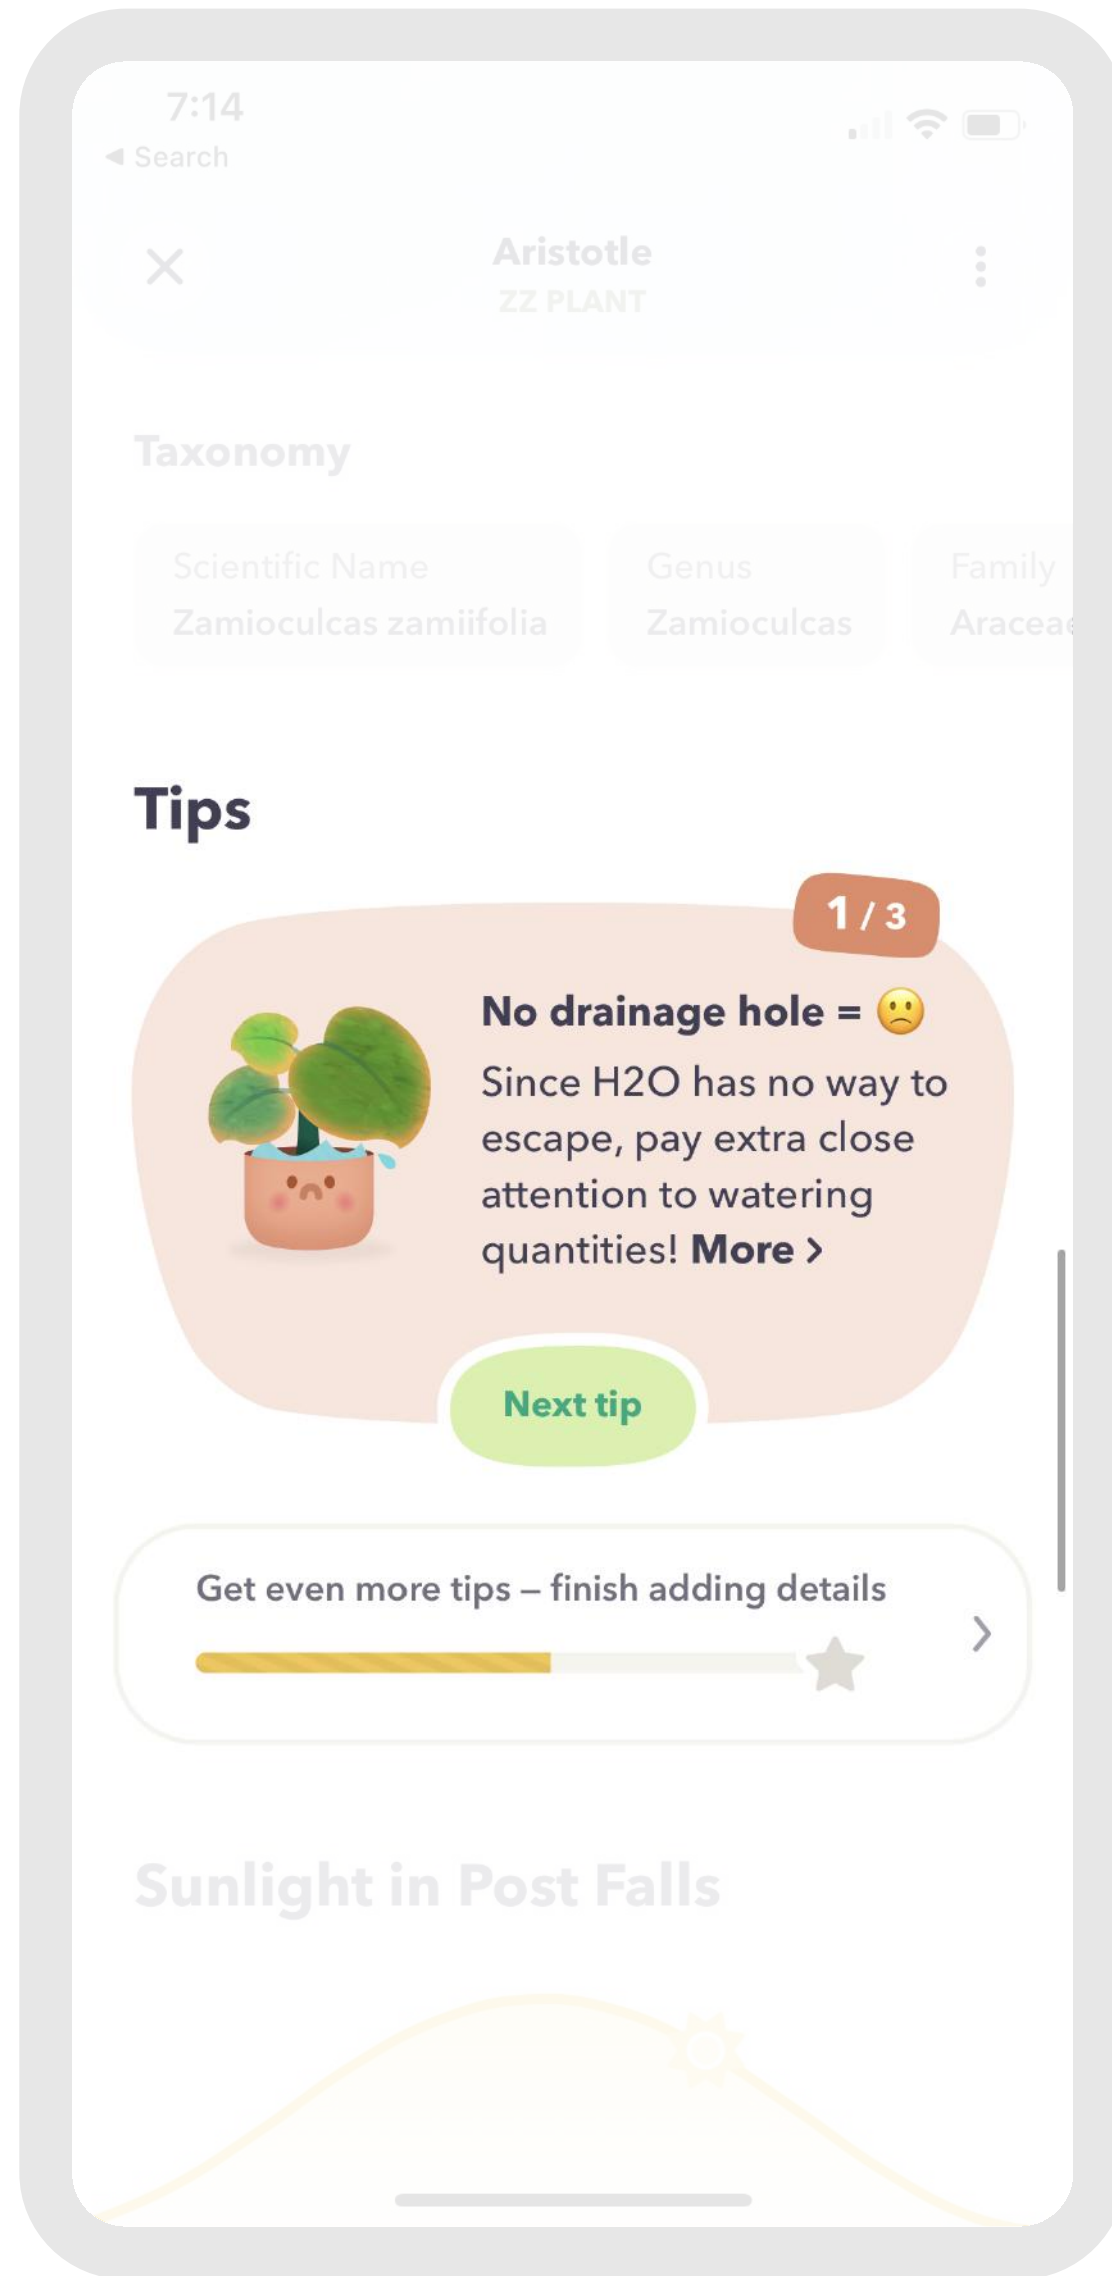 7:14
Search
Aristotle
ZZ PLANT
Taxonomy
Scientific Name
Zamioculcas zamiifolia
Genus
Zamioculcas
Family
Araceae
Tips
1 / 3
No drainage hole = 🙁
Since H2O has no way to
escape, pay extra close
attention to watering
quantities! More >
Next tip
Get even more tips – finish adding details
Sunlight in Post Falls